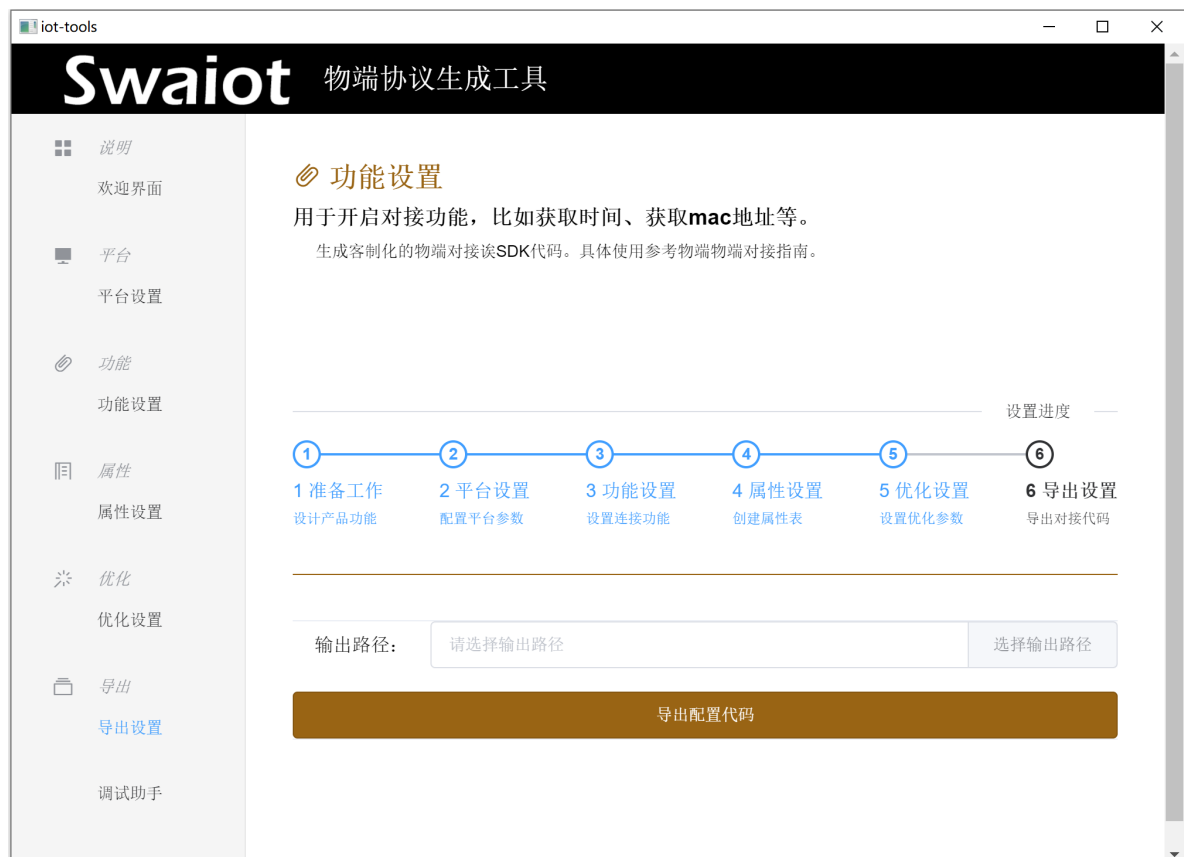 iot-tools
Swaiot 物端协议生成工具
说明
欢迎界面
平台
平台设置
功能
功能设置
属性
属性设置
优化
优化设置
导出
导出设置
调试助手
功能设置
用于开启对接功能，比如获取时间、获取mac地址等。
生成客制化的物端对接诶SDK代码。具体使用参考物端物端对接指南。
设置进度
1 2 3 4 5 6
1 准备工作 2 平台设置 3 功能设置 4 属性设置 5 优化设置 6 导出设置
设计产品功能 配置平台参数 设置连接功能 创建属性表 设置优化参数 导出对接代码
输出路径： 请选择输出路径 选择输出路径
导出配置代码